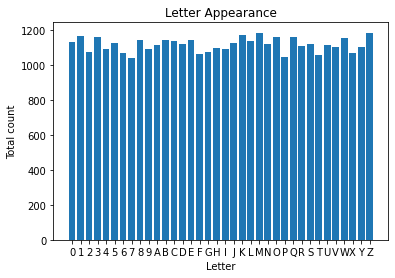 Letter Appearance
Total count
1200
1000
800
600
400
200
0
0 1 2 3 4 5 6 7 8 9 A B C D E F G H I J K L M N O P Q R S T U V W X Y Z
Letter